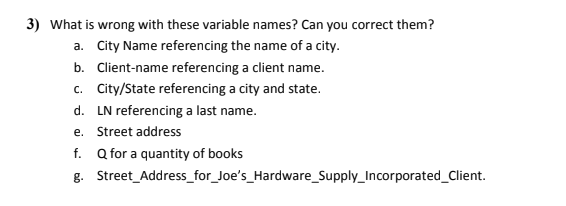 3) What is wrong with these variable names? Can you correct them?
a. City Name referencing the name of a city.
b. Client-name referencing a client name.
c. City/State referencing a city and state.
d. LN referencing a last name.
e. Street address
f. Q for a quantity of books
g. Street_Address_for_Joe's_Hardware_Supply_Incorporated_Client.